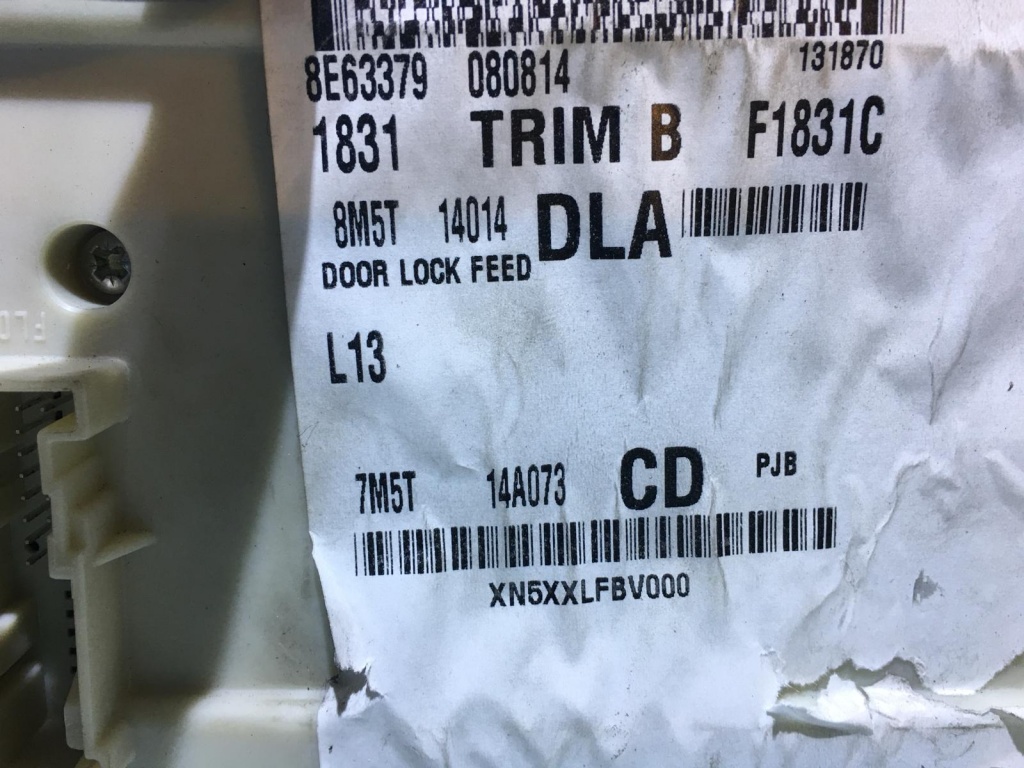 8E63379 080814 131870
1831 TRIM B F1831C
8M5T 14014 DLA
DOOR LOCK FEED
L13
7M5T 14A073 CD PJB
XN5XXLFBV000